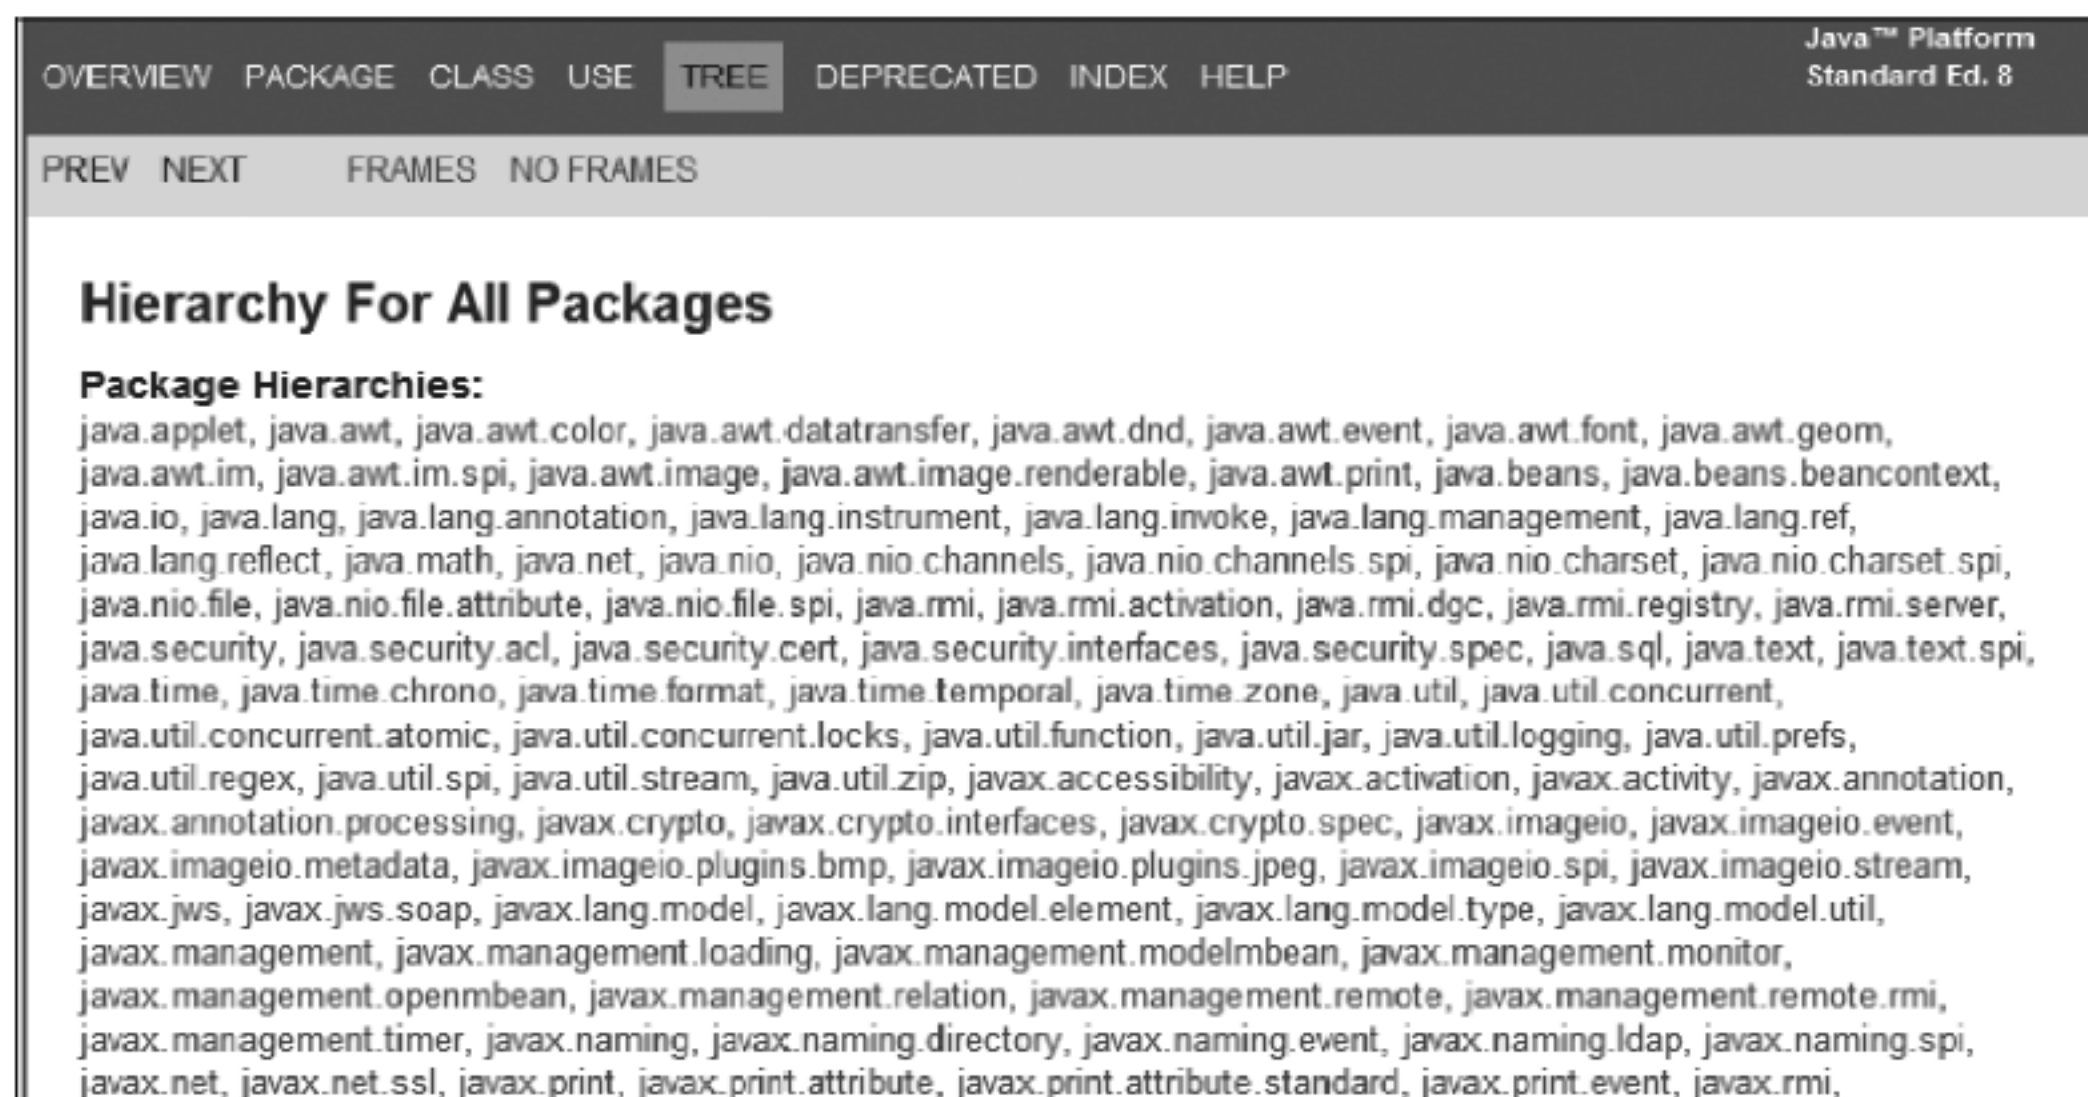 OVERVIEW PACKAGE CLASS USE TREE DEPRECATED INDEX HELP
Java™ Platform
Standard Ed. 8
PREV NEXT FRAMES NO FRAMES
Hierarchy For All Packages
Package Hierarchies:
java.applet, java.awt, java.awt.color, java.awt.datatransfer, java.awt.dnd, java.awt.event, java.awt.font, java.awt.geom,
java.awt.im, java.awt.im.spi, java.awt.image, java.awt.image.renderable, java.awt.print, java.beans, java.beans.beancontext,
java.io, java.lang, java.lang.annotation, java.lang.instrument, java.lang.invoke, java.lang.management, java.lang.ref,
java.lang.reflect, java.math, java.net, java.nio, java.nio.channels, java.nio.channels.spi, java.nio.charset, java.nio.charset.spi,
java.nio.file, java.nio.file.attribute, java.nio.file.spi, java.rmi, java.rmi.activation, java.rmi.dgc, java.rmi.registry, java.rmi.server,
java.security, java.security.acl, java.security.cert, java.security.interfaces, java.security.spec, java.sql, java.text, java.text.spi,
java.time, java.time.chrono, java.time.format, java.time.temporal, java.time.zone, java.util, java.util.concurrent,
java.util.concurrent.atomic, java.util.concurrent.locks, java.util.function, java.util.jar, java.util.logging, java.util.prefs,
java.util.regex, java.util.spi, java.util.stream, java.util.zip, javax.accessibility, javax.activation, javax.activity, javax.annotation,
javax.annotation.processing, javax.crypto, javax.crypto.interfaces, javax.crypto.spec, javax.imageio, javax.imageio.event,
javax.imageio.metadata, javax.imageio.plugins.bmp, javax.imageio.plugins.jpeg, javax.imageio.spi, javax.imageio.stream,
javax.jws, javax.jws.soap, javax.lang.model, javax.lang.model.element, javax.lang.model.type, javax.lang.model.util,
javax.management, javax.management.loading, javax.management.modelmbean, javax.management.monitor,
javax.management.openmbean, javax.management.relation, javax.management.remote, javax.management.remote.rmi,
javax.management.timer, javax.naming, javax.naming.directory, javax.naming.event, javax.naming.ldap, javax.naming.spi,
javax.net, javax.net.ssl, javax.print, javax.print.attribute, javax.print.attribute.standard, javax.print.event, javax.rmi,